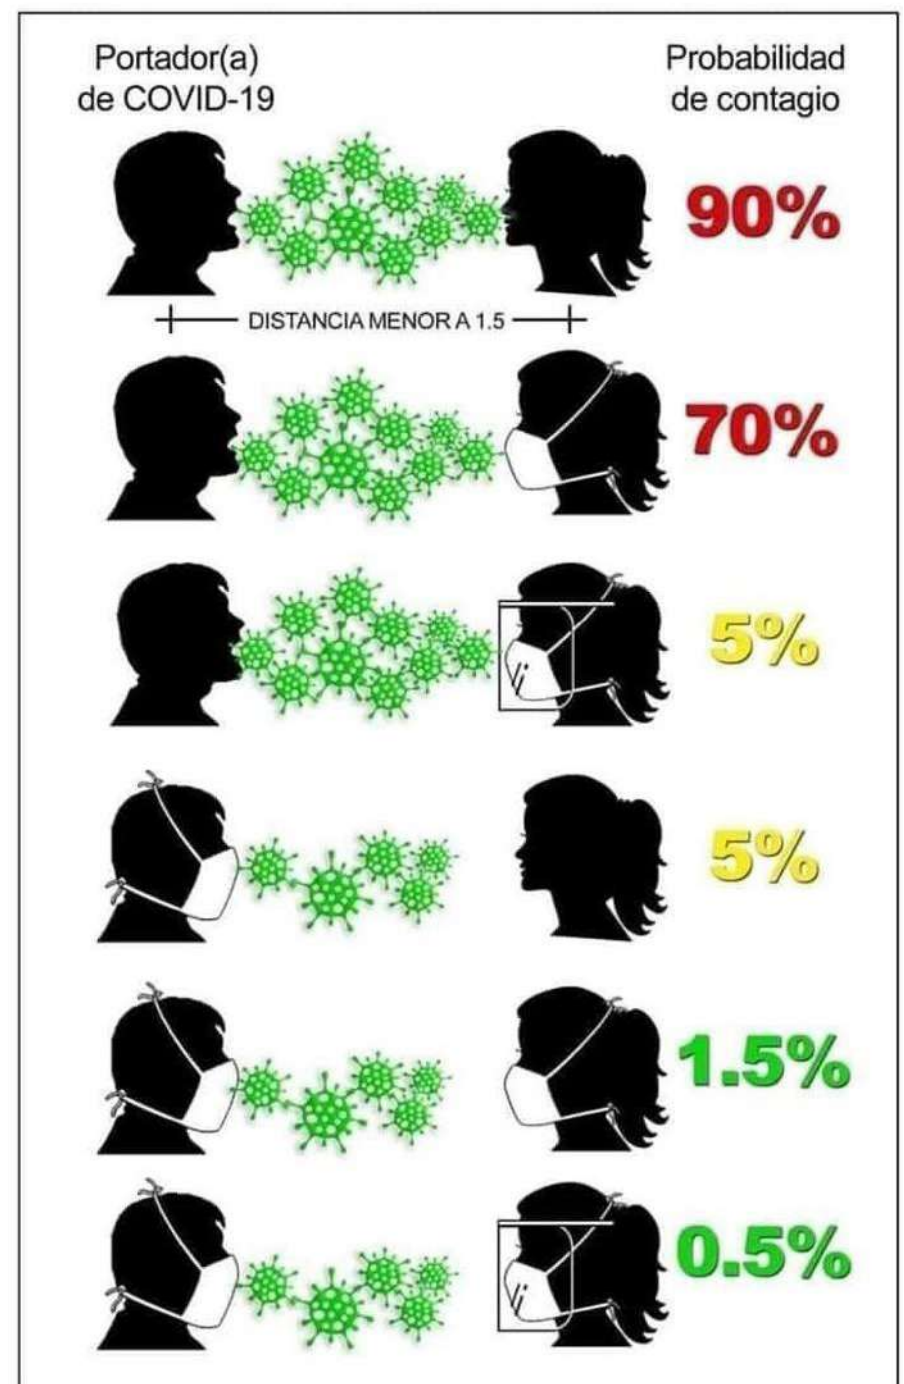 Portador(a)
de COVID-19
Probabilidad
de contagio
90%
DISTANCIA MENOR A 1.5
70%
5%
5%
1.5%
0.5%